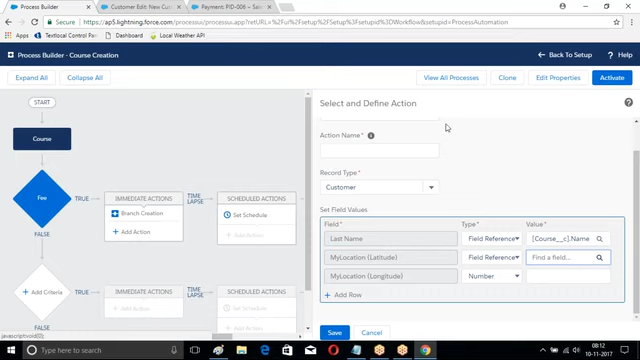 Process Builder
Customer Edit: New Cus
Payment: PID-006 ~ Sale
Secure
https://ap5.lightning.force.com/processui/processui.app?retURL=%2Fui%2Fsetup%2FSetup%3Fsetupid%3DWorkflow&setupid=ProcessAutomation
Apps
Textlocal Control Panel
Dashboard
Local Weather API
Process Builder - Course Creation
Back To Setup
? Help
Expand All
Collapse All
View All Processes
Clone
Edit Properties
Activate
START
Course
Fee
TRUE
IMMEDIATE ACTIONS
Branch Creation
+ Add Action
TIME
LAPSE
SCHEDULED ACTIONS
Set Schedule
+ Add Action
FALSE
+ Add Criteria
TRUE
IMMEDIATE ACTIONS
+ Add Action
TIME
LAPSE
SCHEDULED ACTIONS
Set Schedule
+ Add Action
FALSE
Select and Define Action
Action Name*
Record Type*
Customer
Set Field Values
Field*
Type*
Value*
Last Name
Field Reference
[Course__c].Name
MyLocation (Latitude)
Field Reference
Find a field...
MyLocation (Longitude)
Number
+ Add Row
Save
Cancel
javascript:void(0);
Type here to search
08:12
10-11-2017